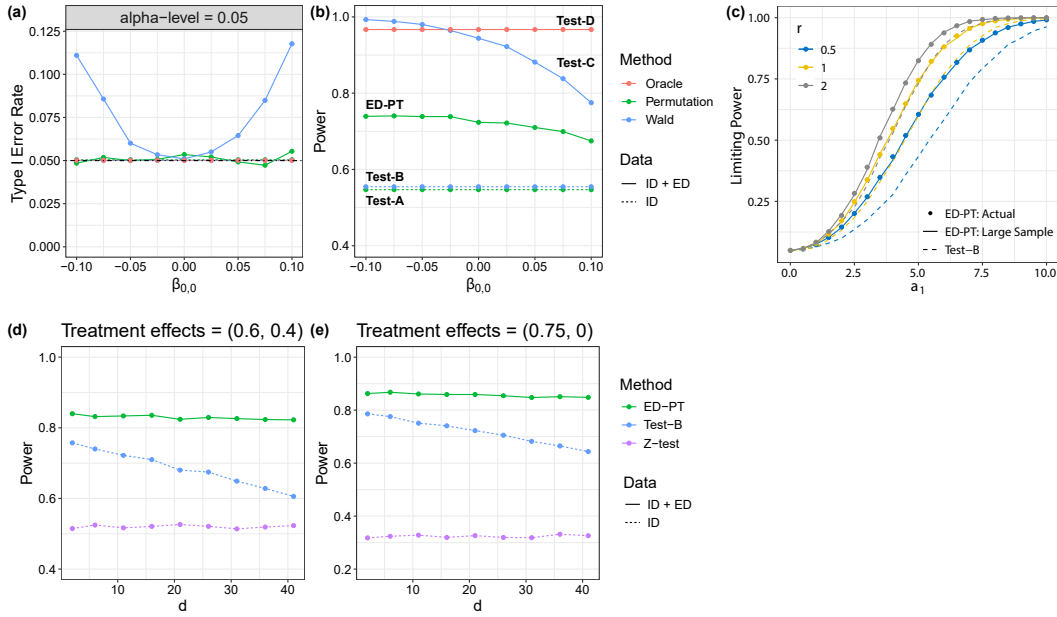 (a)
alpha-level = 0.05
0.125
0.100
0.075
0.050
0.025
0.000
Type I Error Rate
−0.10
−0.05
0.00
0.05
0.10
β0,0
(b)
1.0
0.8
0.6
0.4
Power
Test-D
Test-C
ED-PT
Test-B
Test-A
−0.10
−0.05
0.00
0.05
0.10
β0,0
Method
Oracle
Permutation
Wald
Data
ID + ED
ID
(c)
1.00
0.75
0.50
0.25
Limiting Power
r
0.5
1
2
ED-PT: Actual
ED-PT: Large Sample
Test−B
0.0
2.5
5.0
7.5
10.0
a1
(d)
Treatment effects = (0.6, 0.4)
1.0
0.8
0.6
0.4
Power
10
20
30
40
d
(e)
Treatment effects = (0.75, 0)
1.0
0.8
0.6
0.4
0.2
Power
10
20
30
40
d
Method
ED−PT
Test−B
Z−test
Data
ID + ED
ID